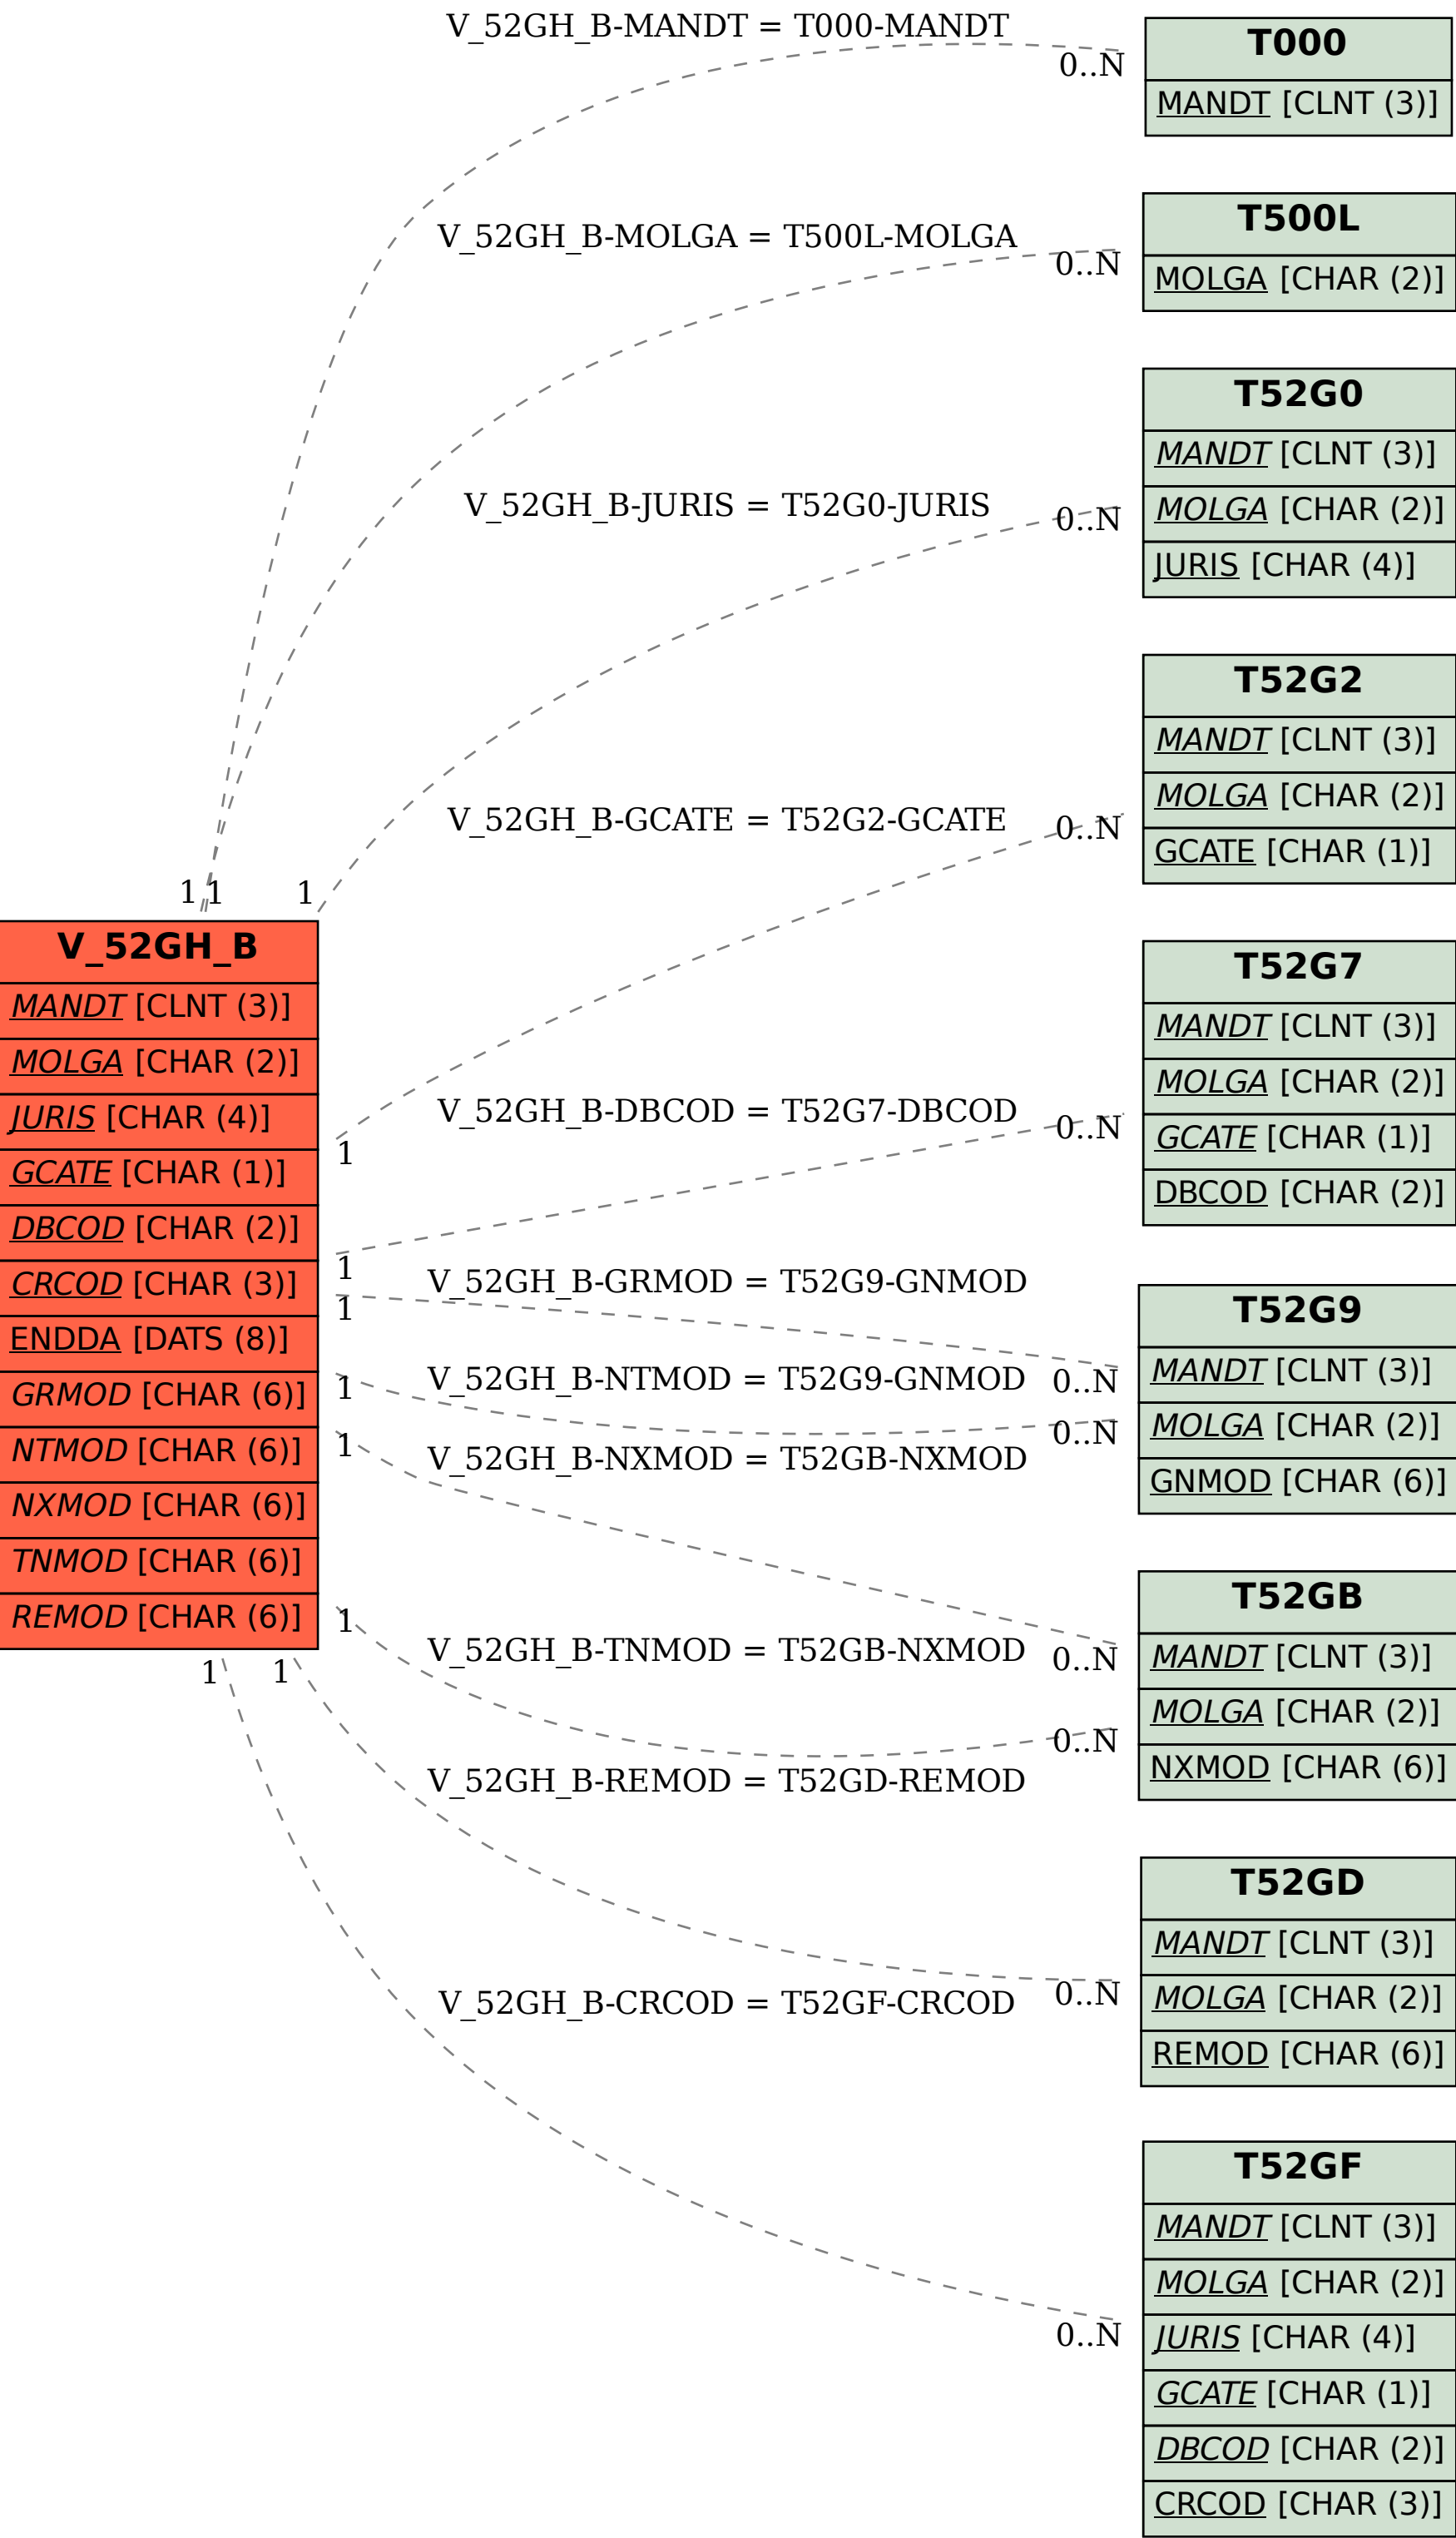 V_52GH_B-MANDT = T000-MANDT
0..N
T000
MANDT [CLNT (3)]
V_52GH_B-MOLGA = T500L-MOLGA
0..N
T500L
MOLGA [CHAR (2)]
V_52GH_B-JURIS = T52G0-JURIS
0..N
T52G0
MANDT [CLNT (3)]
MOLGA [CHAR (2)]
JURIS [CHAR (4)]
V_52GH_B-GCATE = T52G2-GCATE
0..N
T52G2
MANDT [CLNT (3)]
MOLGA [CHAR (2)]
GCATE [CHAR (1)]
1
1
1
V_52GH_B
MANDT [CLNT (3)]
MOLGA [CHAR (2)]
JURIS [CHAR (4)]
GCATE [CHAR (1)]
DBCOD [CHAR (2)]
CRCOD [CHAR (3)]
ENDDA [DATS (8)]
GRMOD [CHAR (6)]
NTMOD [CHAR (6)]
NXMOD [CHAR (6)]
TNMOD [CHAR (6)]
REMOD [CHAR (6)]
1
V_52GH_B-DBCOD = T52G7-DBCOD
0..N
T52G7
MANDT [CLNT (3)]
MOLGA [CHAR (2)]
GCATE [CHAR (1)]
DBCOD [CHAR (2)]
1
V_52GH_B-GRMOD = T52G9-GNMOD
1
0..N
V_52GH_B-NTMOD = T52G9-GNMOD
1
0..N
T52G9
MANDT [CLNT (3)]
MOLGA [CHAR (2)]
GNMOD [CHAR (6)]
V_52GH_B-NXMOD = T52GB-NXMOD
1
0..N
V_52GH_B-TNMOD = T52GB-NXMOD
1
0..N
T52GB
MANDT [CLNT (3)]
MOLGA [CHAR (2)]
NXMOD [CHAR (6)]
1
1
V_52GH_B-REMOD = T52GD-REMOD
0..N
T52GD
MANDT [CLNT (3)]
MOLGA [CHAR (2)]
REMOD [CHAR (6)]
V_52GH_B-CRCOD = T52GF-CRCOD
0..N
T52GF
MANDT [CLNT (3)]
MOLGA [CHAR (2)]
JURIS [CHAR (4)]
GCATE [CHAR (1)]
DBCOD [CHAR (2)]
CRCOD [CHAR (3)]